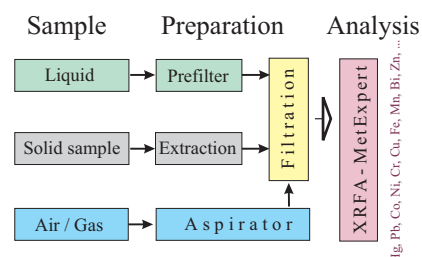 Sample Preparation Analysis
Liquid Prefilter
Solid sample Extraction
Air / Gas Aspirator
Filtration
XRFA-MetExpert
Ig, Pb, Co, Ni, Cr, Cu, Fe, Mn, Bi, Zn, ...